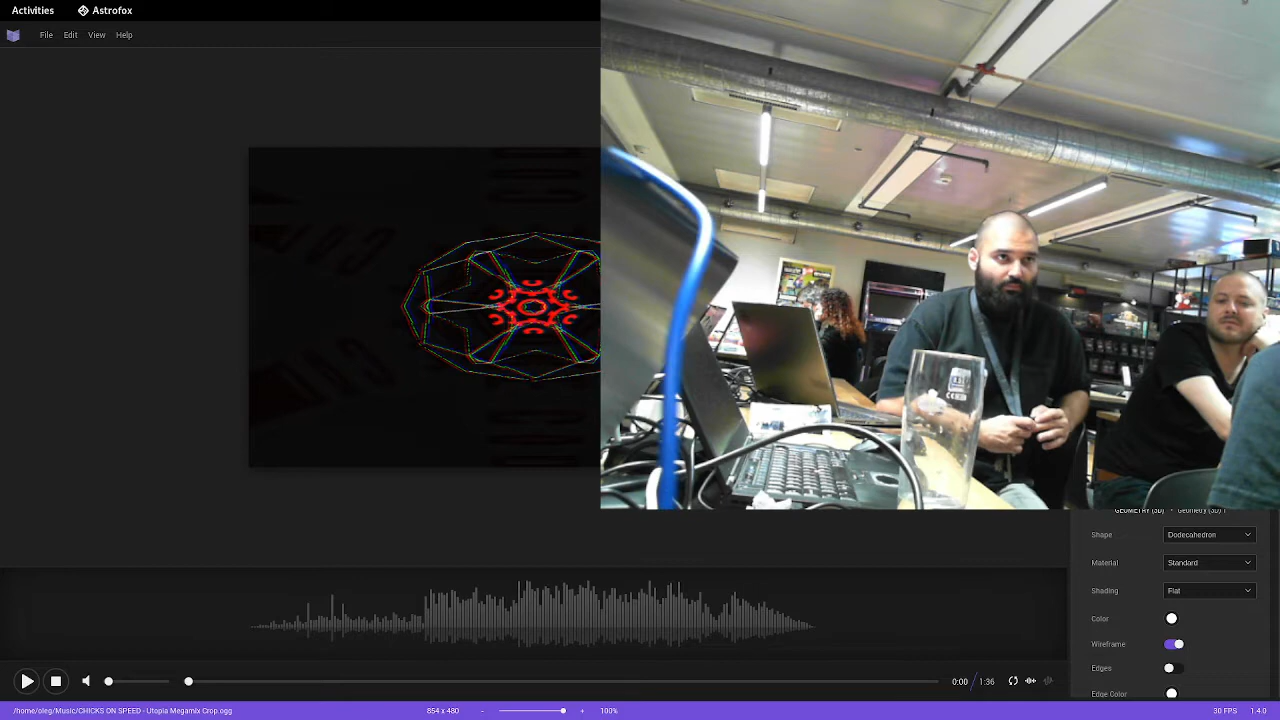 Activities
Astrofox
File
Edit
View
Help
Shape
Dodecahedron
Material
Standard
Shading
Flat
Color
Wireframe
Edges
Edge Color
0:00 / 1:36
/home/oleg/Music/CHICKS ON SPEED - Utopia Megamix Crop.ogg
854 x 480
-
+
100%
30 FPS
1.4.0